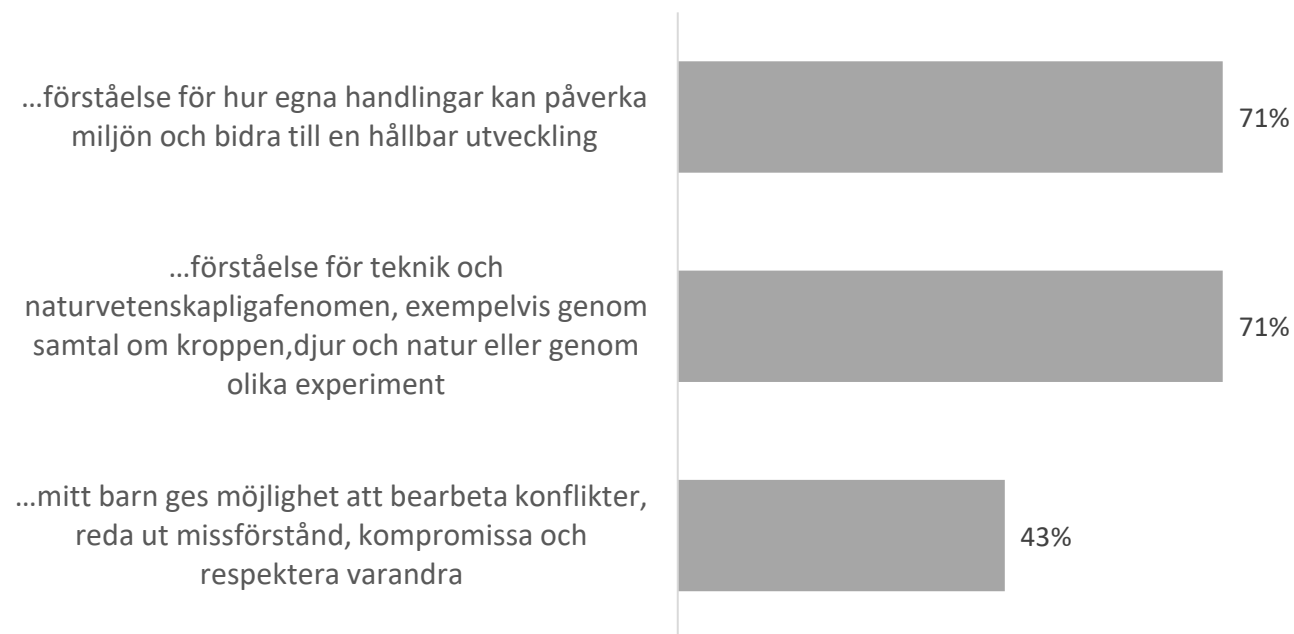 …förståelse för hur egna handlingar kan påverka
miljön och bidra till en hållbar utveckling
71%
…förståelse för teknik och
naturvetenskapligafenomen, exempelvis genom
samtal om kroppen,djur och natur eller genom
olika experiment
71%
…mitt barn ges möjlighet att bearbeta konflikter,
reda ut missförstånd, kompromissa och
respektera varandra
43%